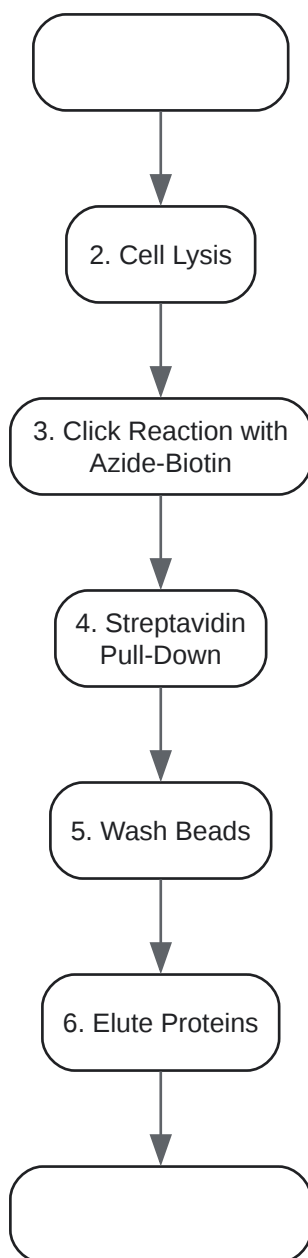 2. Cell Lysis
3. Click Reaction with
Azide-Biotin
4. Streptavidin
Pull-Down
5. Wash Beads
6. Elute Proteins